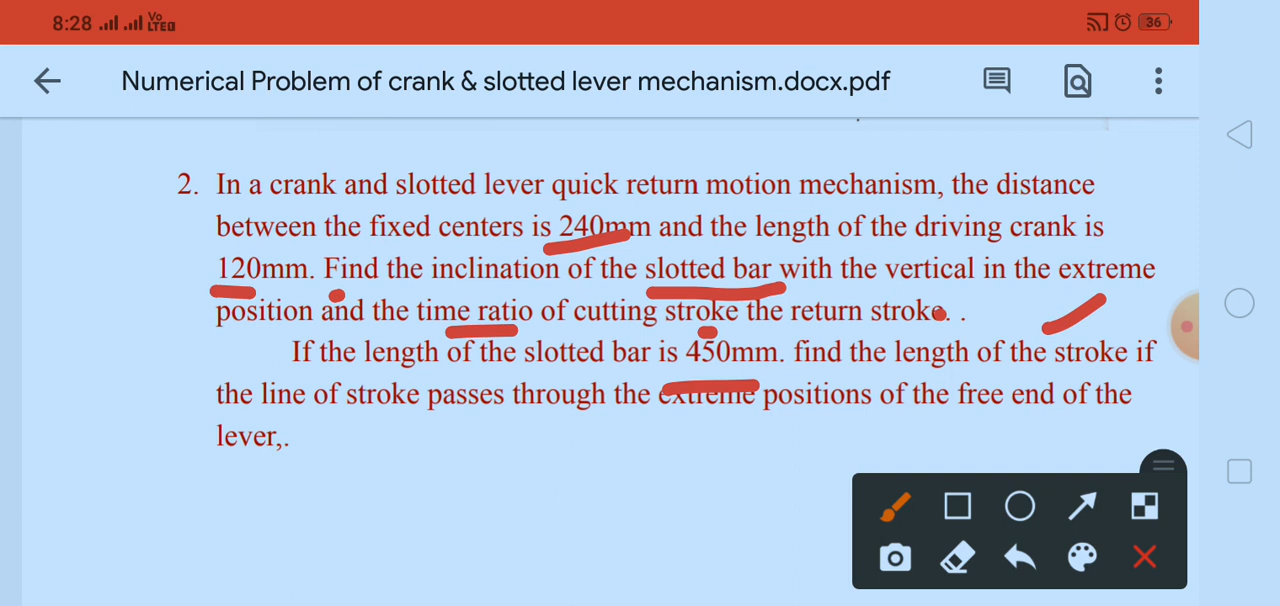 8:28 Vo LTE 36
Numerical Problem of crank & slotted lever mechanism.docx.pdf
2. In a crank and slotted lever quick return motion mechanism, the distance
between the fixed centers is 240mm and the length of the driving crank is
120mm. Find the inclination of the slotted bar with the vertical in the extreme
position and the time ratio of cutting stroke the return stroke. .
If the length of the slotted bar is 450mm. find the length of the stroke if
the line of stroke passes through the extreme positions of the free end of the
lever,.